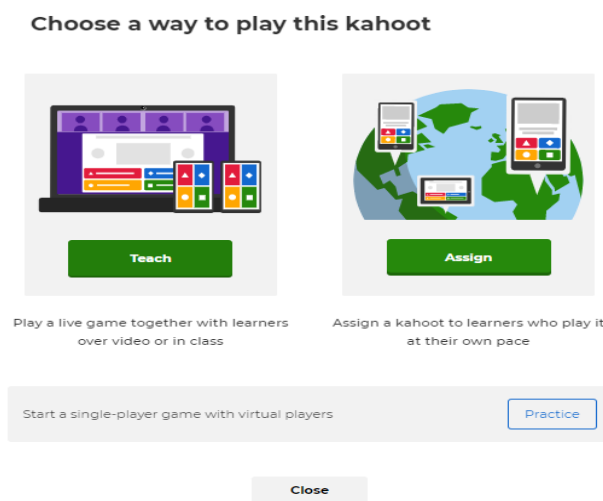 Choose a way to play this kahoot
Teach
Assign
Play a live game together with learners
over video or in class
Assign a kahoot to learners who play it
at their own pace
Start a single-player game with virtual players
Practice
Close